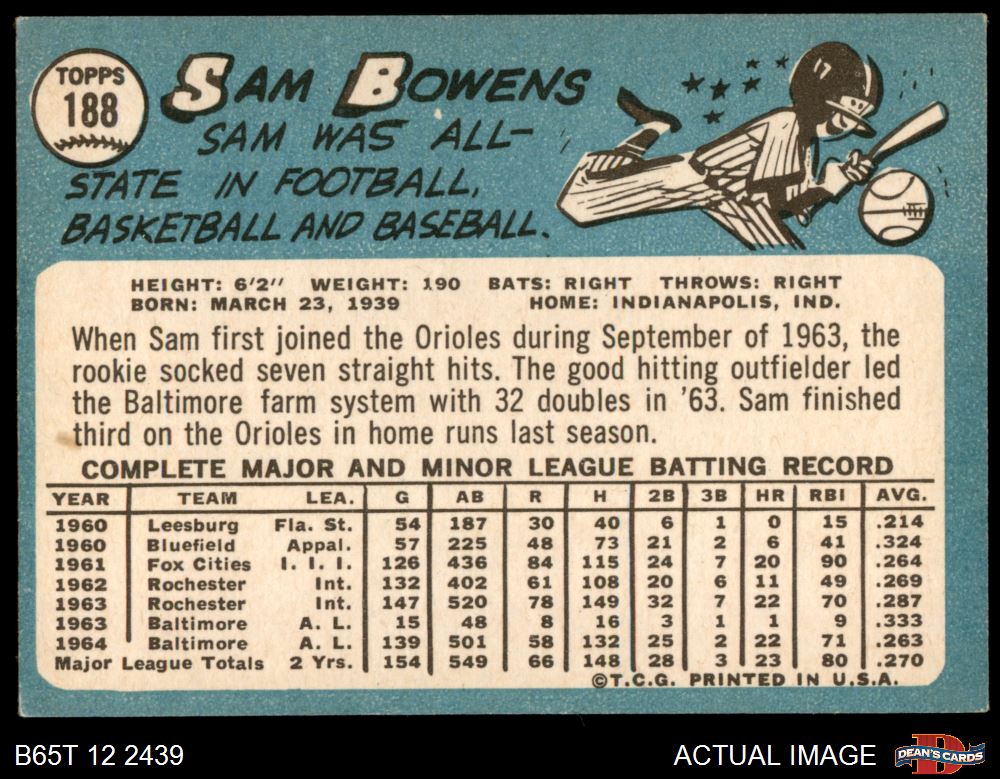 TOPPS
188
SAM BOWENS
SAM WAS ALL-
STATE IN FOOTBALL,
BASKETBALL AND BASEBALL.
17
HEIGHT: 6'2" WEIGHT: 190 BATS: RIGHT THROWS: RIGHT
BORN: MARCH 23, 1939 HOME: INDIANAPOLIS, IND.
When Sam first joined the Orioles during September of 1963, the
rookie socked seven straight hits. The good hitting outfielder led
the Baltimore farm system with 32 doubles in '63. Sam finished
third on the Orioles in home runs last season.
COMPLETE MAJOR AND MINOR LEAGUE BATTING RECORD
YEAR TEAM LEA. G AB R H 2B 3B HR RBI AVG.
1960 Leesburg Fla. St. 54 187 30 40 6 1 0 15 .214
1960 Bluefield Appal. 57 225 48 73 21 2 6 41 .324
1961 Fox Cities I. I. I. 126 436 84 115 24 7 20 90 .264
1962 Rochester Int. 132 402 61 108 20 6 11 49 .269
1963 Rochester Int. 147 520 78 149 32 7 22 70 .287
1963 Baltimore A. L. 15 48 8 16 3 1 1 9 .333
1964 Baltimore A. L. 139 501 58 132 25 2 22 71 .263
Major League Totals 2 Yrs. 154 549 66 148 28 3 23 80 .270
©T.C.G. PRINTED IN U.S.A.
B65T 12 2439 ACTUAL IMAGE DEAN'S CARDS